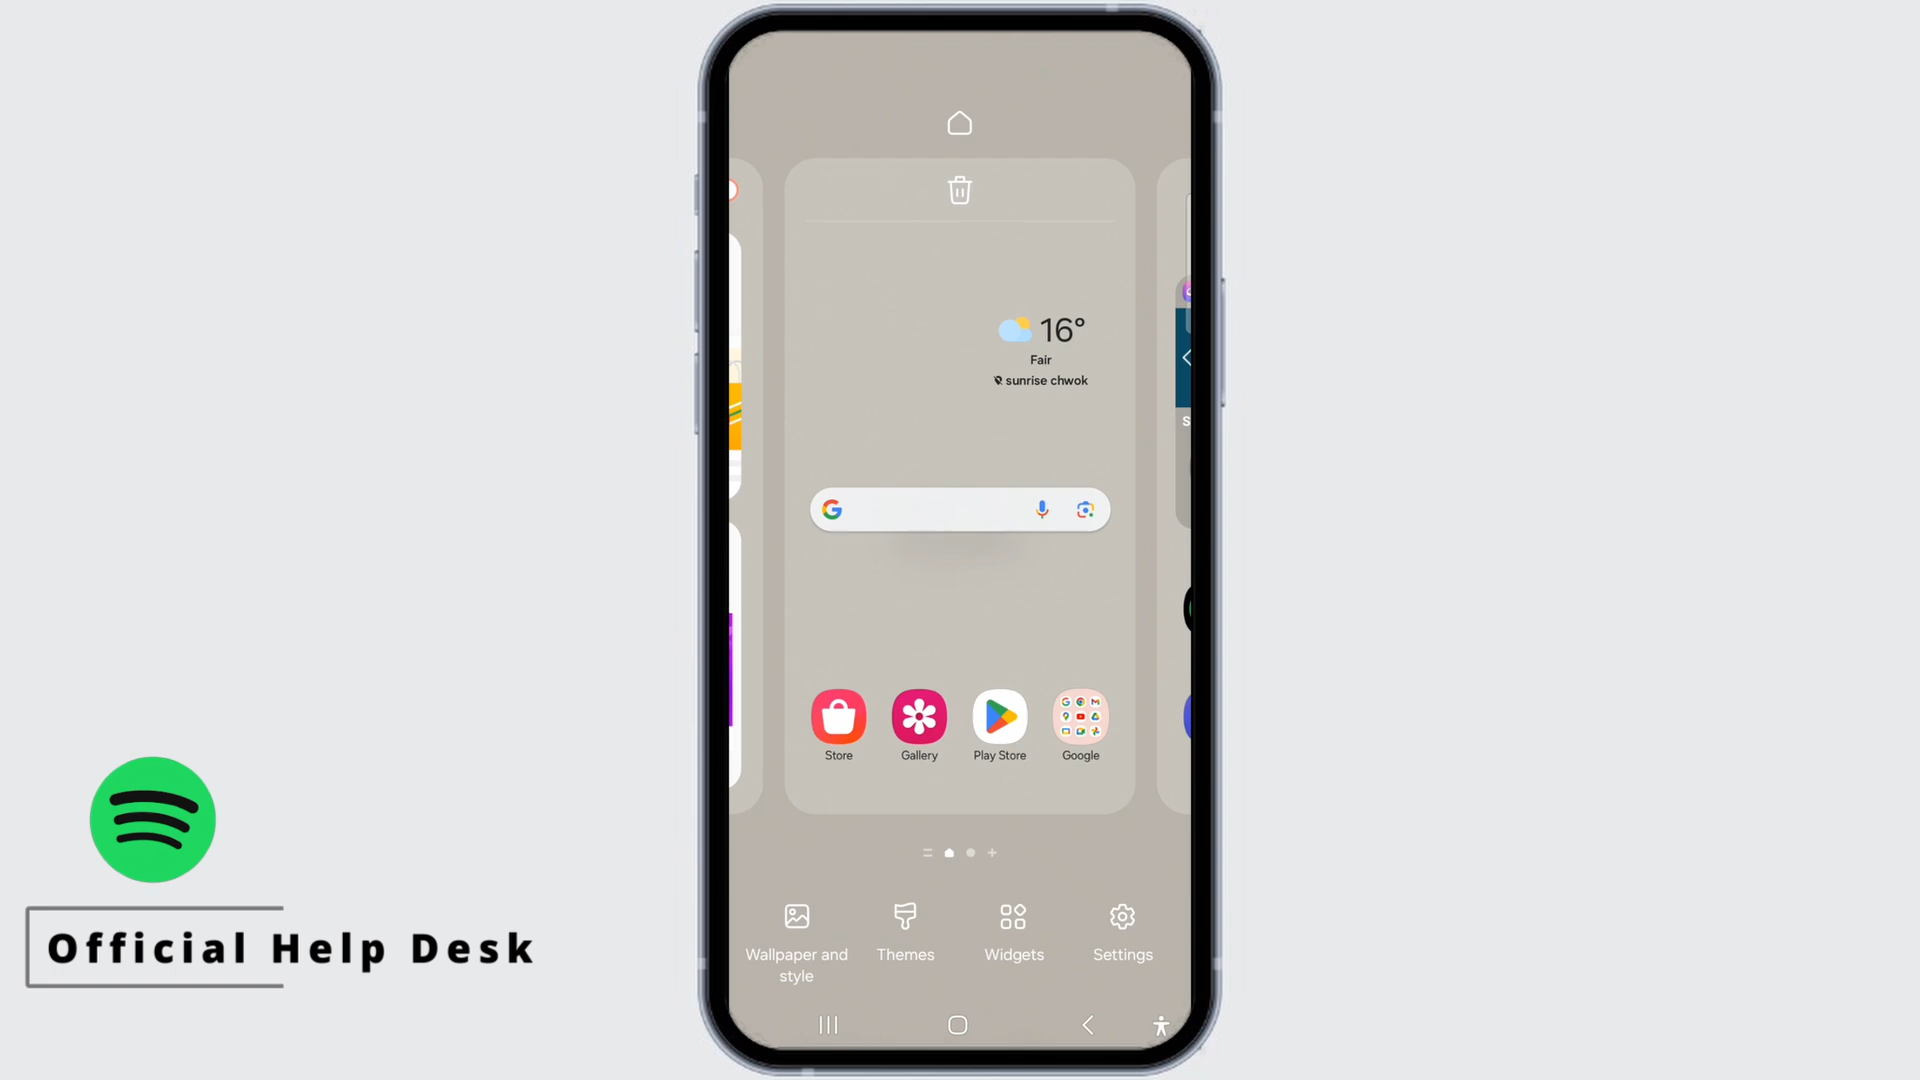 16°
Fair
sunrise chwok
S
Store
Gallery
Play Store
Google
Wallpaper and
style
Themes
Widgets
Settings
Official Help Desk